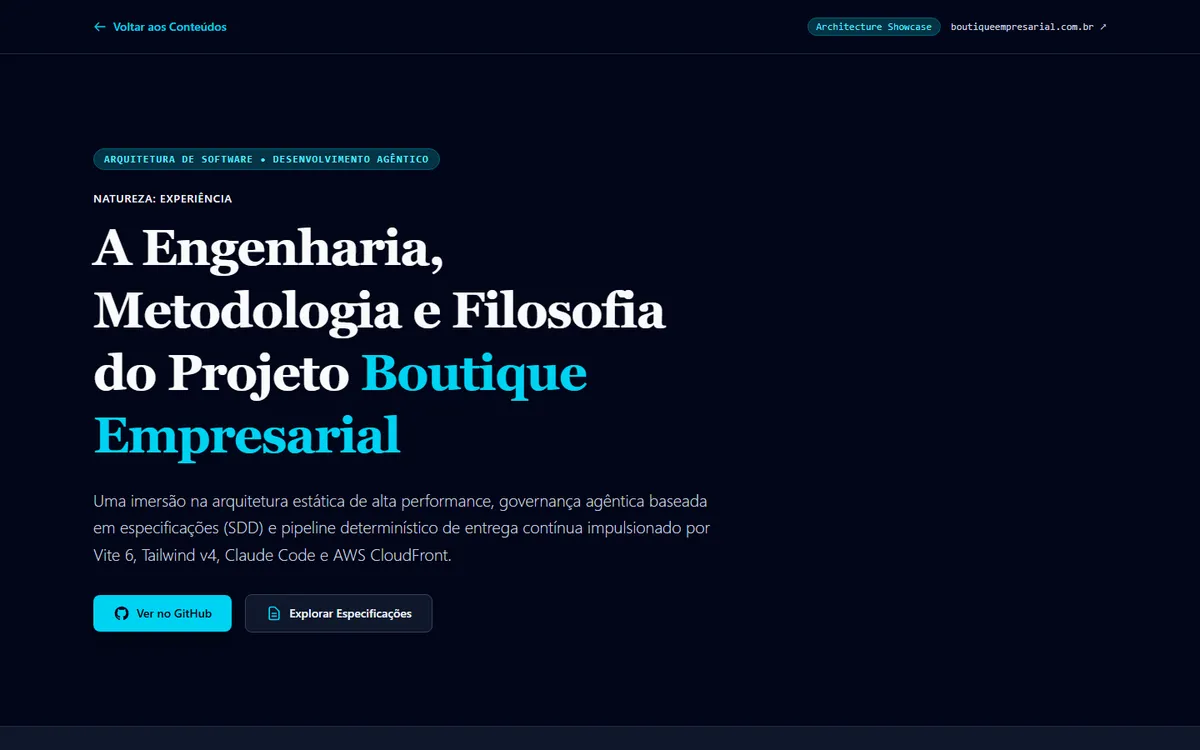 ← Voltar aos Conteúdos
Architecture Showcase
boutiqueempresarial.com.br ↗
ARQUITETURA DE SOFTWARE • DESENVOLVIMENTO AGÊNTICO
NATUREZA: EXPERIÊNCIA
A Engenharia,
Metodologia e Filosofia
do Projeto Boutique
Empresarial
Uma imersão na arquitetura estática de alta performance, governança agêntica baseada
em especificações (SDD) e pipeline determinístico de entrega contínua impulsionado por
Vite 6, Tailwind v4, Claude Code e AWS CloudFront.
Ver no GitHub
Explorar Especificações